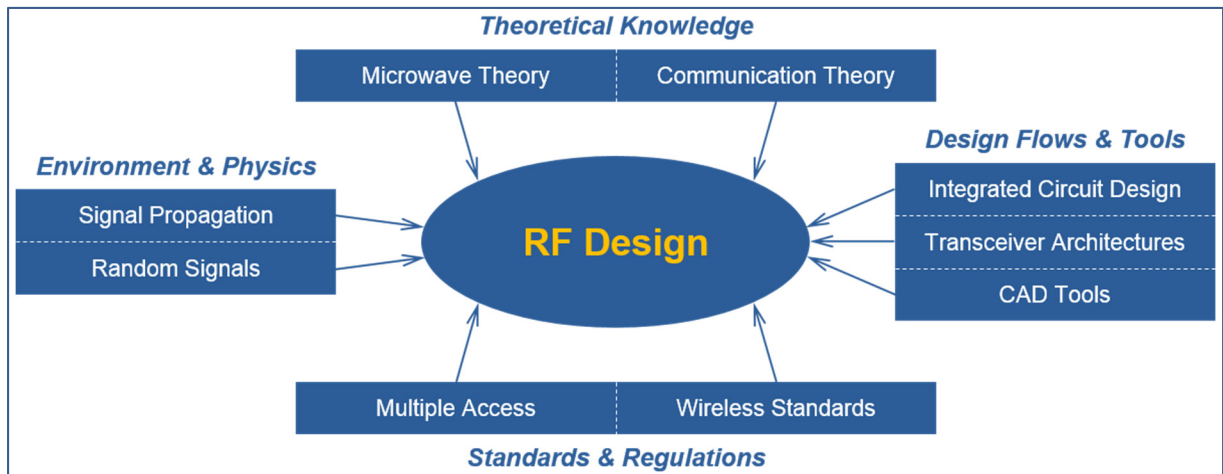 Theoretical Knowledge
Microwave Theory
Communication Theory
Environment & Physics
Signal Propagation
Random Signals
RF Design
Design Flows & Tools
Integrated Circuit Design
Transceiver Architectures
CAD Tools
Multiple Access
Wireless Standards
Standards & Regulations